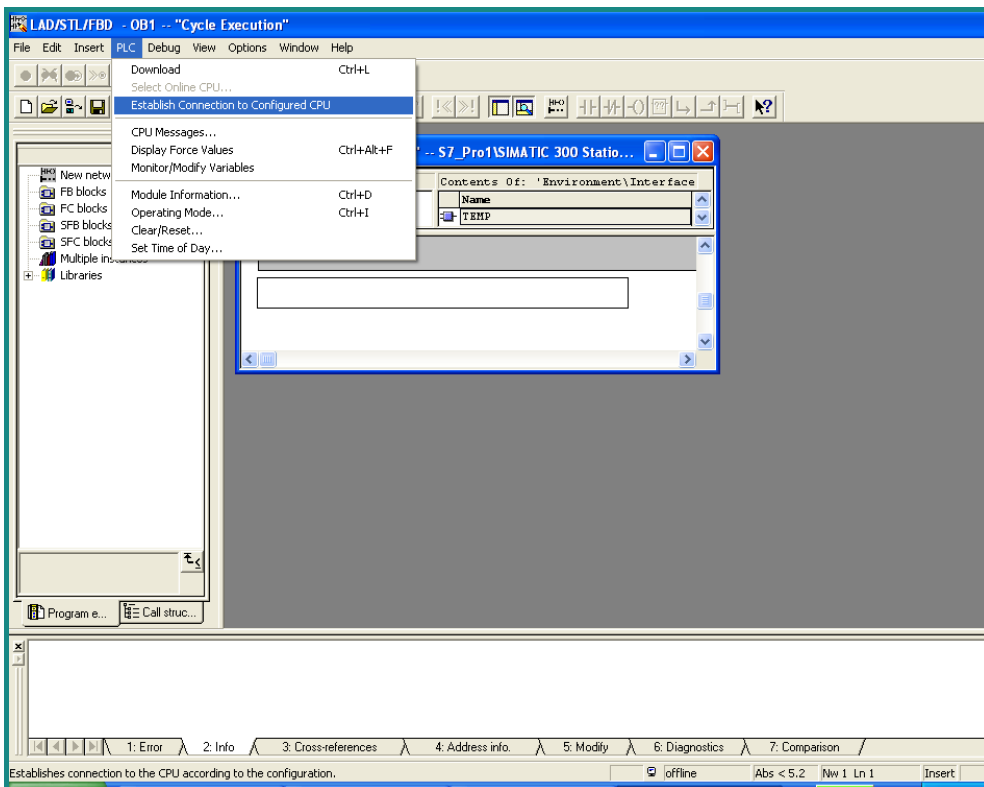 LAD/STL/FBD - OB1 -- "Cycle Execution"
File Edit Insert PLC Debug View Options Window Help
Download Ctrl+L
Select Online CPU...
Establish Connection to Configured CPU
CPU Messages...
Display Force Values Ctrl+Alt+F
Monitor/Modify Variables
Module Information... Ctrl+D
Operating Mode... Ctrl+I
Clear/Reset...
Set Time of Day...
-- S7_Pro1\SIMATIC 300 Statio...
Contents Of: 'Environment\Interface
Name
TEMP
New netw
FB blocks
FC blocks
SFB blocks
SFC blocks
Multiple instances
Libraries
Program e... Call struc...
1: Error 2: Info 3: Cross-references 4: Address info. 5: Modify 6: Diagnostics 7: Comparison
Establishes connection to the CPU according to the configuration. offline Abs < 5.2 Nw 1 Ln 1 Insert